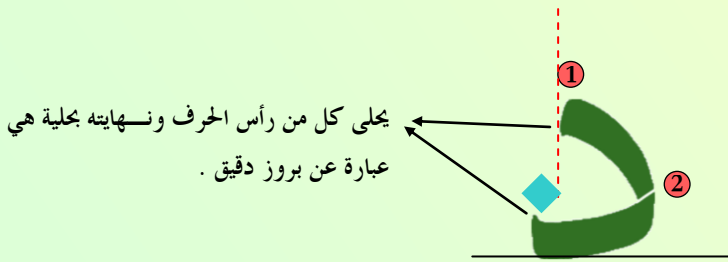 1
يحلى كل من رأس الحرف ونـــهايته بحلية هي
عبارة عن بروز دقيق .
2